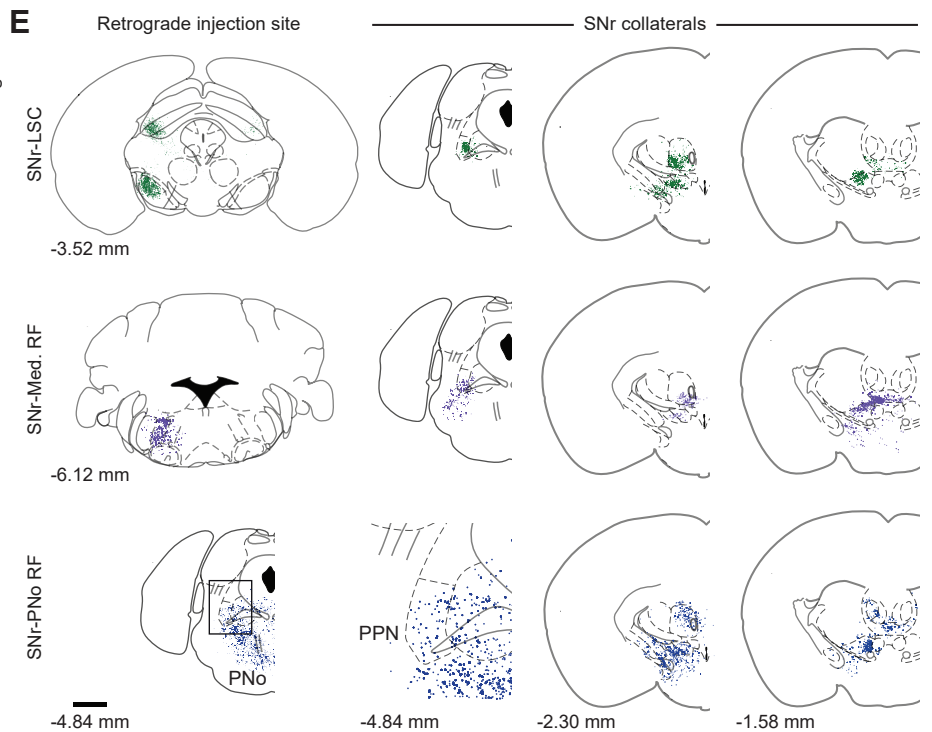 E
Retrograde injection site
SNr collaterals
SNr-LSC
-3.52 mm
SNr-Med. RF
-6.12 mm
SNr-PNo RF
PNo
PPN
-4.84 mm
-4.84 mm
-2.30 mm
-1.58 mm